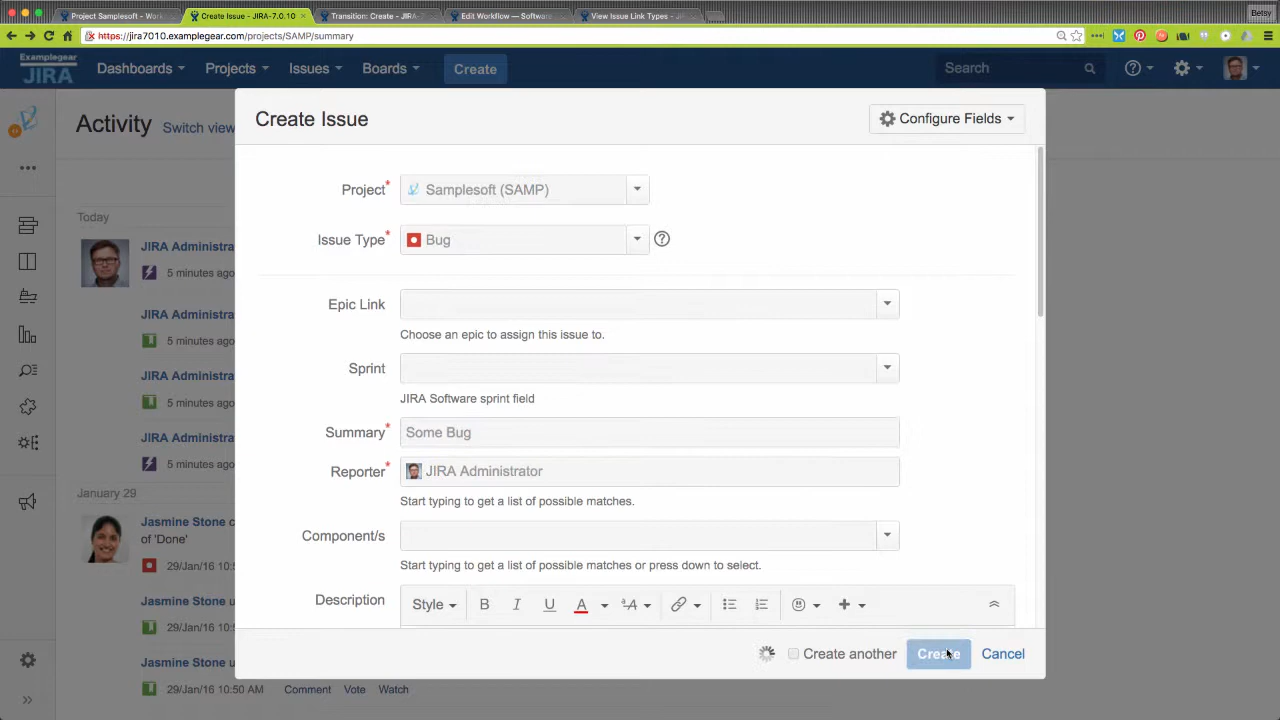 Project Samplesoft - Work
Create Issue - JIRA-7.0.10
Transition: Create - JIRA-
Edit Workflow — Software
View Issue Link Types - JIRA
Betsy
https://jira7010.examplegear.com/projects/SAMP/summary
Examplegear
JIRA
Dashboards
Projects
Issues
Boards
Create
Search
Activity
Switch view
Create Issue
Configure Fields
Project*
Samplesoft (SAMP)
Issue Type*
Bug
Today
JIRA Administra
5 minutes ago
JIRA Administra
5 minutes ago
JIRA Administra
5 minutes ago
JIRA Administra
5 minutes ago
January 29
Jasmine Stone c
of 'Done'
29/Jan/16 10:5
Jasmine Stone u
29/Jan/16 10:5
Jasmine Stone u
29/Jan/16 10:50 AM Comment Vote Watch
Epic Link
Choose an epic to assign this issue to.
Sprint
JIRA Software sprint field
Summary*
Some Bug
Reporter*
JIRA Administrator
Start typing to get a list of possible matches.
Component/s
Start typing to get a list of possible matches or press down to select.
Description
Style
B
I
U
A
ªA
Create another
Create
Cancel